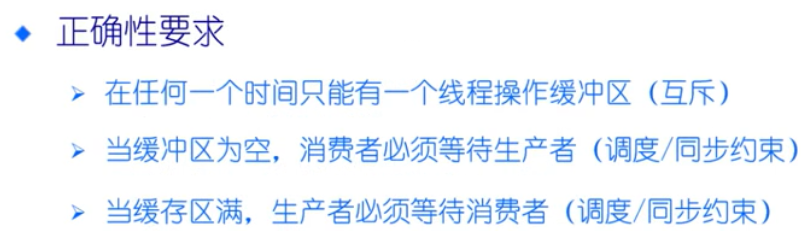 正确性要求
在任何一个时间只能有一个线程操作缓冲区（互斥）
当缓冲区为空，消费者必须等待生产者（调度/同步约束）
当缓存区满，生产者必须等待消费者（调度/同步约束）